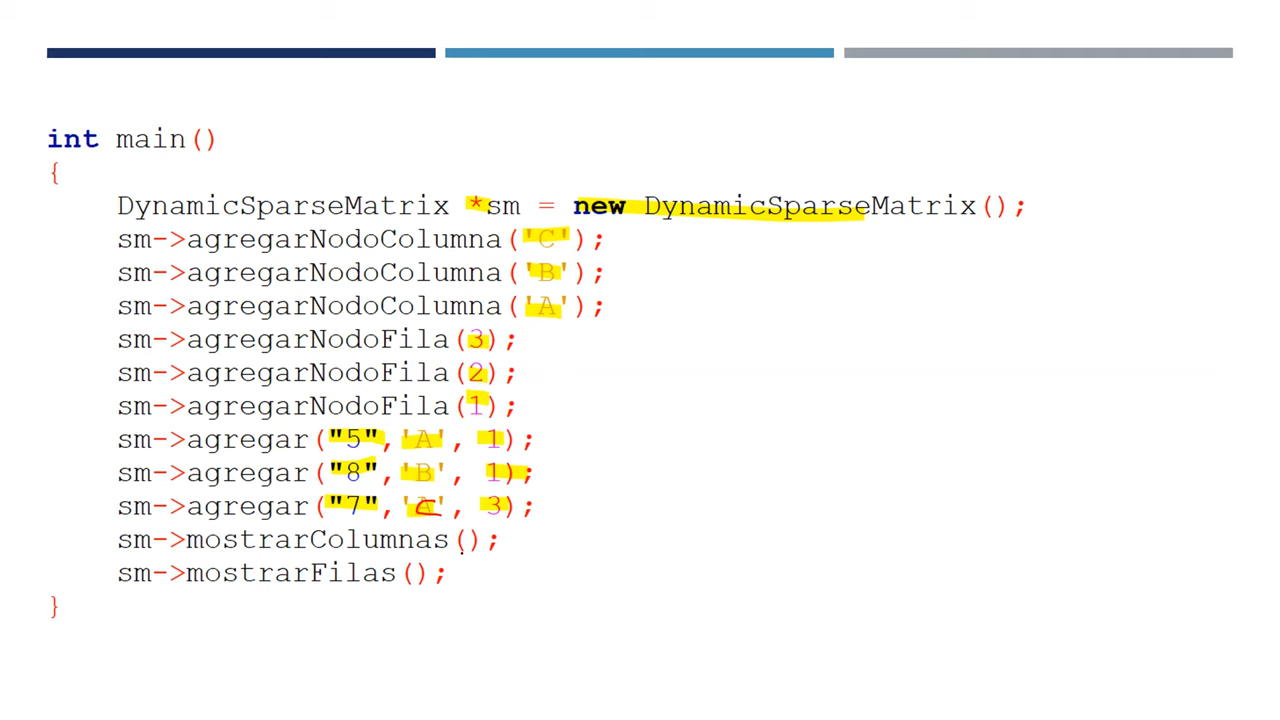 int main()
{
DynamicSparseMatrix *sm = new DynamicSparseMatrix();
sm->agregarNodoColumna('C');
sm->agregarNodoColumna('B');
sm->agregarNodoColumna('A');
sm->agregarNodoFila(3);
sm->agregarNodoFila(2);
sm->agregarNodoFila(1);
sm->agregar("5",'A', 1);
sm->agregar("8",'B', 1);
sm->agregar("7",'A', 3);
sm->mostrarColumnas();
sm->mostrarFilas();
}